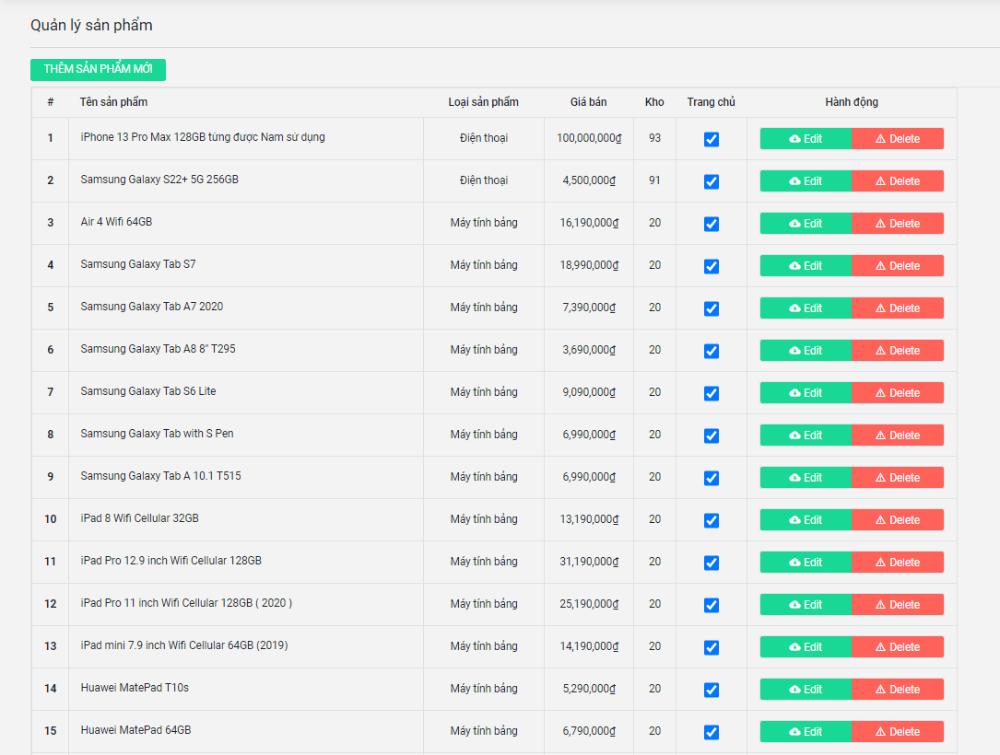 Quản lý sản phẩm
THÊM SẢN PHẨM MỚI
# Tên sản phẩm Loại sản phẩm Giá bán Kho Trang chủ Hành động
1 iPhone 13 Pro Max 128GB từng được Nam sử dụng Điện thoại 100,000,000₫ 93 Edit Delete
2 Samsung Galaxy S22+ 5G 256GB Điện thoại 4,500,000₫ 91 Edit Delete
3 Air 4 Wifi 64GB Máy tính bảng 16,190,000₫ 20 Edit Delete
4 Samsung Galaxy Tab S7 Máy tính bảng 18,990,000₫ 20 Edit Delete
5 Samsung Galaxy Tab A7 2020 Máy tính bảng 7,390,000₫ 20 Edit Delete
6 Samsung Galaxy Tab A8 8" T295 Máy tính bảng 3,690,000₫ 20 Edit Delete
7 Samsung Galaxy Tab S6 Lite Máy tính bảng 9,090,000₫ 20 Edit Delete
8 Samsung Galaxy Tab with S Pen Máy tính bảng 6,990,000₫ 20 Edit Delete
9 Samsung Galaxy Tab A 10.1 T515 Máy tính bảng 6,990,000₫ 20 Edit Delete
10 iPad 8 Wifi Cellular 32GB Máy tính bảng 13,190,000₫ 20 Edit Delete
11 iPad Pro 12.9 inch Wifi Cellular 128GB Máy tính bảng 31,190,000₫ 20 Edit Delete
12 iPad Pro 11 inch Wifi Cellular 128GB ( 2020 ) Máy tính bảng 25,190,000₫ 20 Edit Delete
13 iPad mini 7.9 inch Wifi Cellular 64GB (2019) Máy tính bảng 14,190,000₫ 20 Edit Delete
14 Huawei MatePad T10s Máy tính bảng 5,290,000₫ 20 Edit Delete
15 Huawei MatePad 64GB Máy tính bảng 6,790,000₫ 20 Edit Delete